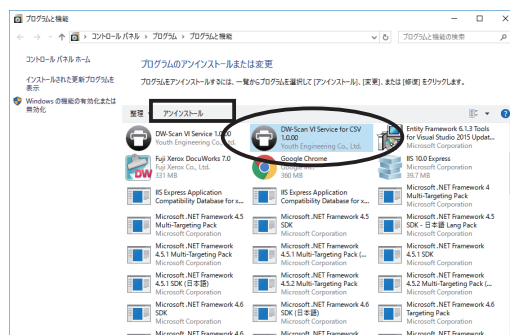 プログラムと機能
コントロール パネル › プログラム › プログラムと機能
プログラムと機能の検索
コントロール パネル ホーム
インストールされた更新プログラムを
表示
Windows の機能の有効化または
無効化
プログラムのアンインストールまたは変更
プログラムをアンインストールするには、一覧からプログラムを選択して [アンインストール]、[変更]、または [修復] をクリックします。
整理 アンインストール
DW-Scan VI Service 1.0.00
Youth Engineering Co., Ltd.
DW-Scan VI Service for CSV
1.0.00
Youth Engineering Co., Ltd.
Entity Framework 6.1.3 Tools
for Visual Studio 2015 Updat...
Microsoft Corporation
Fuji Xerox DocuWorks 7.0
Fuji Xerox Co., Ltd.
331 MB
Google Chrome
Google Inc.
360 MB
IIS 10.0 Express
Microsoft Corporation
39.7 MB
IIS Express Application
Compatibility Database for x...
IIS Express Application
Compatibility Database for x...
Microsoft .NET Framework 4
Multi-Targeting Pack
Microsoft Corporation
Microsoft .NET Framework 4.5
Multi-Targeting Pack
Microsoft Corporation
Microsoft .NET Framework 4.5
SDK
Microsoft Corporation
Microsoft .NET Framework 4.5
SDK - 日本語 Lang Pack
Microsoft Corporation
Microsoft .NET Framework
4.5.1 Multi-Targeting Pack
Microsoft Corporation
Microsoft .NET Framework
4.5.1 Multi-Targeting Pack (...
Microsoft Corporation
Microsoft .NET Framework
4.5.1 SDK
Microsoft Corporation
Microsoft .NET Framework
4.5.1 SDK (日本語)
Microsoft Corporation
Microsoft .NET Framework
4.5.2 Multi-Targeting Pack
Microsoft Corporation
Microsoft .NET Framework
4.5.2 Multi-Targeting Pack (...
Microsoft Corporation
Microsoft .NET Framework 4.6
SDK
Microsoft Corporation
Microsoft .NET Framework 4.6
SDK (日本語)
Microsoft Corporation
Microsoft .NET Framework 4.6
Targeting Pack
Microsoft Corporation
Microsoft .NET Framework 4.6
Microsoft .NET Framework
Microsoft .NET Framework